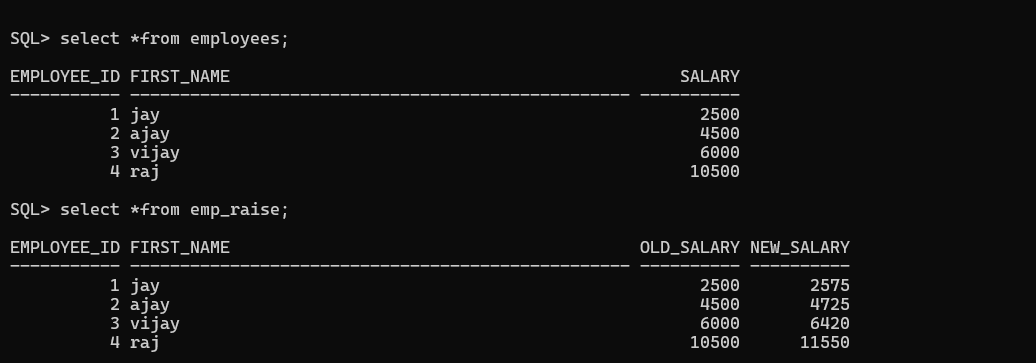 SQL> select *from employees;
EMPLOYEE_ID FIRST_NAME                                             SALARY
----------- -------------------------------------------------- ----------
          1 jay                                                      2500
          2 ajay                                                     4500
          3 vijay                                                    6000
          4 raj                                                     10500
SQL> select *from emp_raise;
EMPLOYEE_ID FIRST_NAME                                         OLD_SALARY NEW_SALARY
----------- -------------------------------------------------- ---------- ----------
          1 jay                                                      2500       2575
          2 ajay                                                     4500       4725
          3 vijay                                                    6000       6420
          4 raj                                                     10500      11550